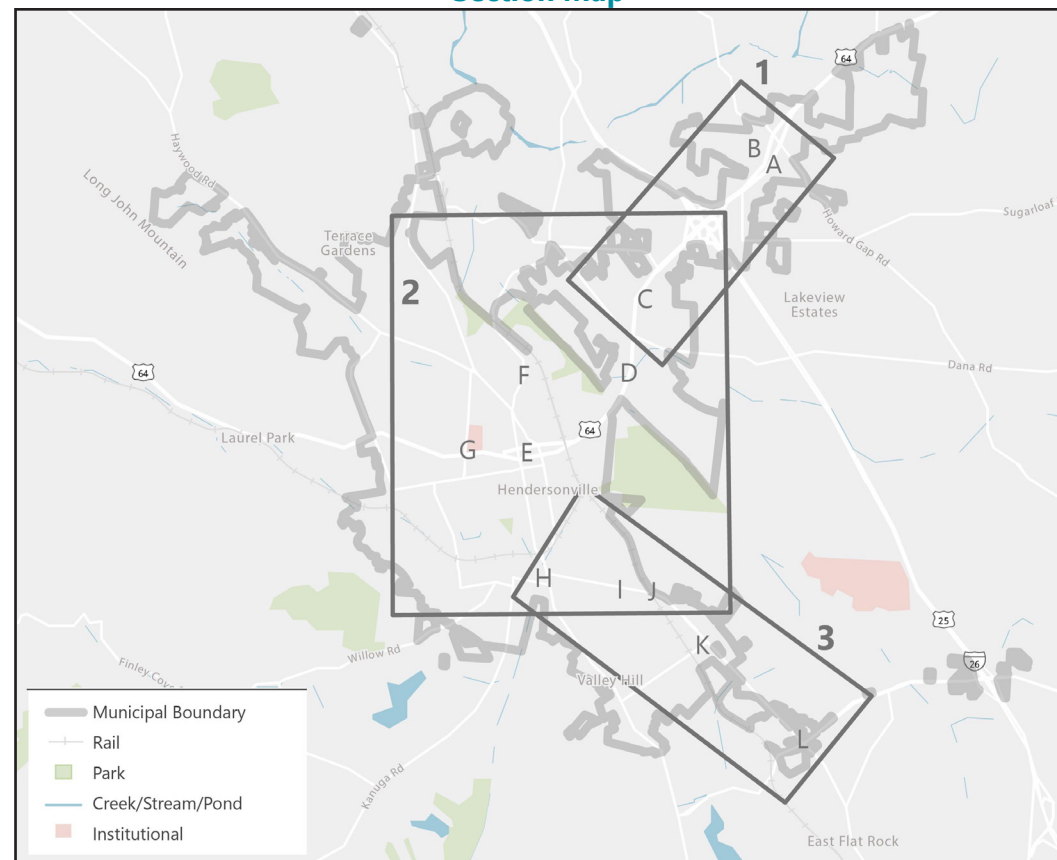 Section Map
1
64
B
A
Haywood Rd
Long John Mountain
Sugarloaf
Howard Gap Rd
Terrace
Gardens
2
C
Lakeview
Estates
64
F
D
Dana Rd
64
Laurel Park
G
E
Hendersonville
H
I
J
25
3
K
26
Willow Rd
Finley Cove
Valley Hill
L
Kanuga Rd
East Flat Rock
Municipal Boundary
Rail
Park
Creek/Stream/Pond
Institutional